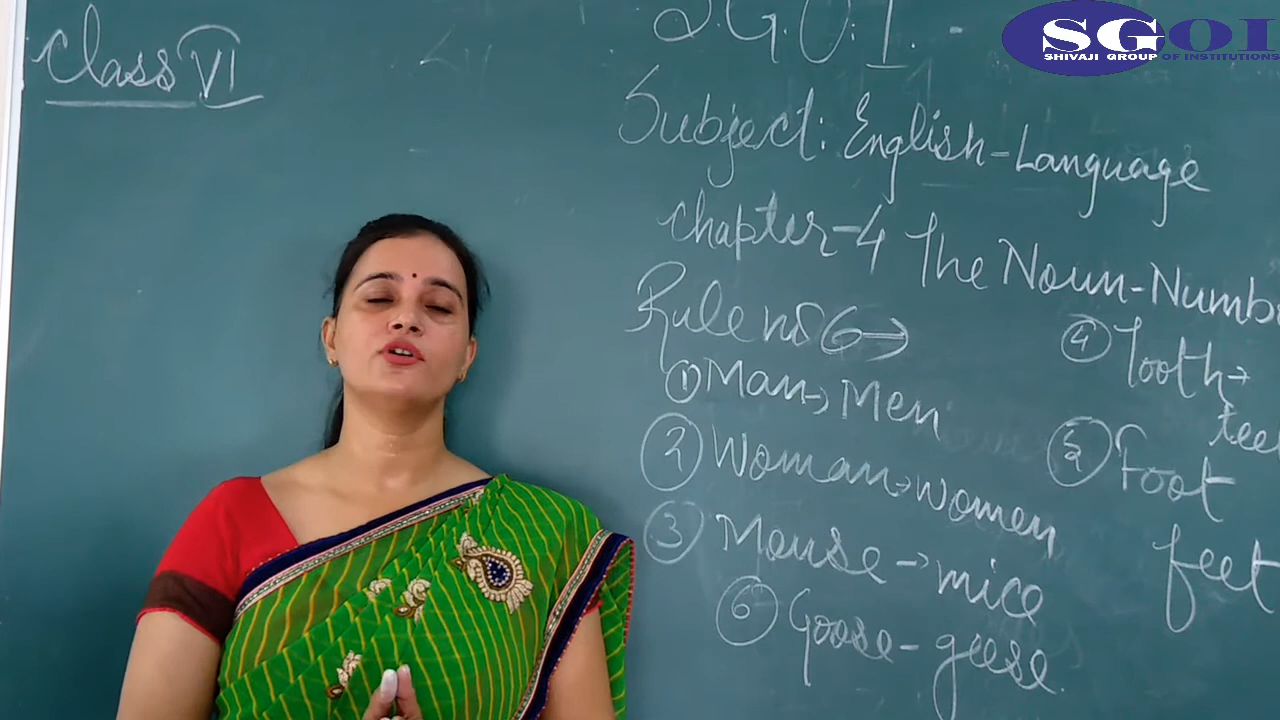 Class VI
S.G.O.I.
SGOI
SHIVAJI GROUP OF INSTITUTIONS
Subject: English-Language
Chapter-4 The Noun-Numb
Rule no 6→
① Man→Men
② Woman→women
③ Mouse→mice
④ Tooth→
tee
⑤ Foot
feet
⑥ Goose-geese.